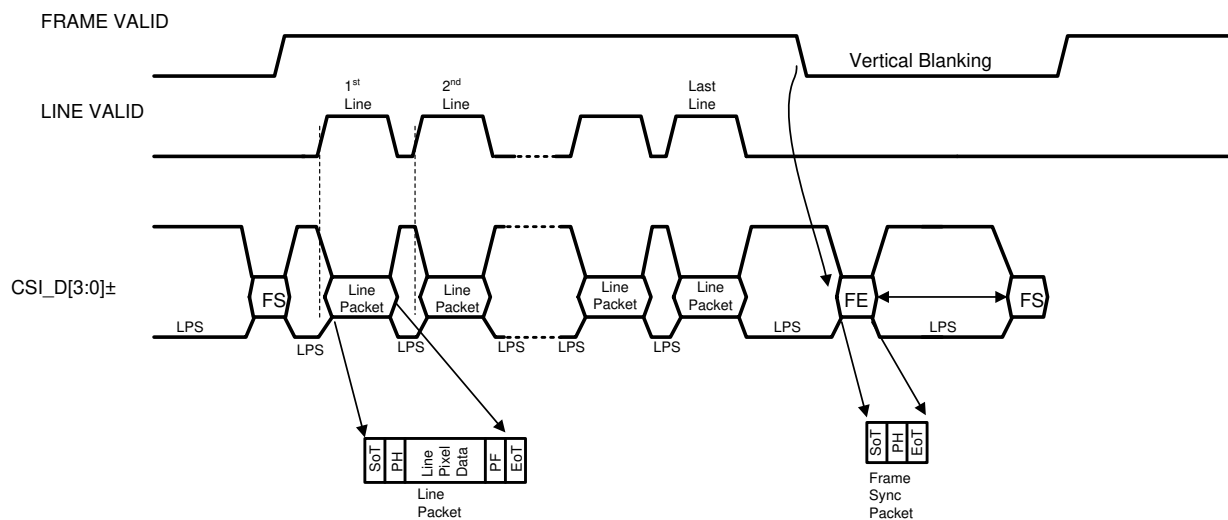 FRAME VALID
Vertical Blanking
LINE VALID
1st
Line
2nd
Line
Last
Line
CSI_D[3:0]±
FS
Line
Packet
Line
Packet
Line
Packet
Line
Packet
FE
FS
LPS
LPS
LPS
LPS
LPS
LPS
LPS
LPS
SoT
PH
Line
Pixel
Data
PF
EoT
Line
Packet
SoT
PH
EoT
Frame
Sync
Packet